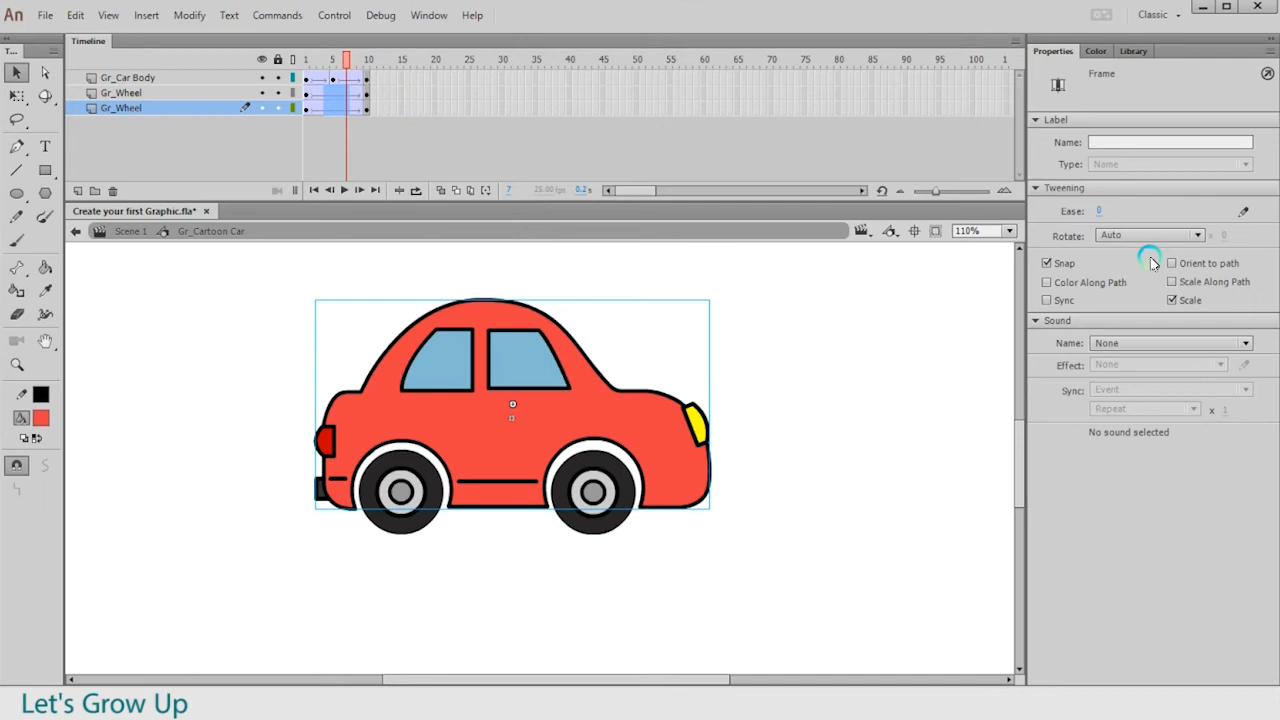 An File Edit View Insert Modify Text Commands Control Debug Window Help Classic
T... Timeline Properties Color Library
1 5 10 15 20 25 30 35 40 45 50 55 60 65 70 75 80 85 90 95 100 1
Gr_Car Body
Gr_Wheel
Gr_Wheel
Frame
Label
Name:
Type: Name
7 25.00 fps 0.2 s
Tweening
Ease: 0
Rotate: Auto x 0
Snap Orient to path
Color Along Path Scale Along Path
Sync Scale
Sound
Name: None
Effect: None
Sync: Event
Repeat x 1
No sound selected
Create your first Graphic.fla* ×
Scene 1 Gr_Cartoon Car 110%
Let's Grow Up